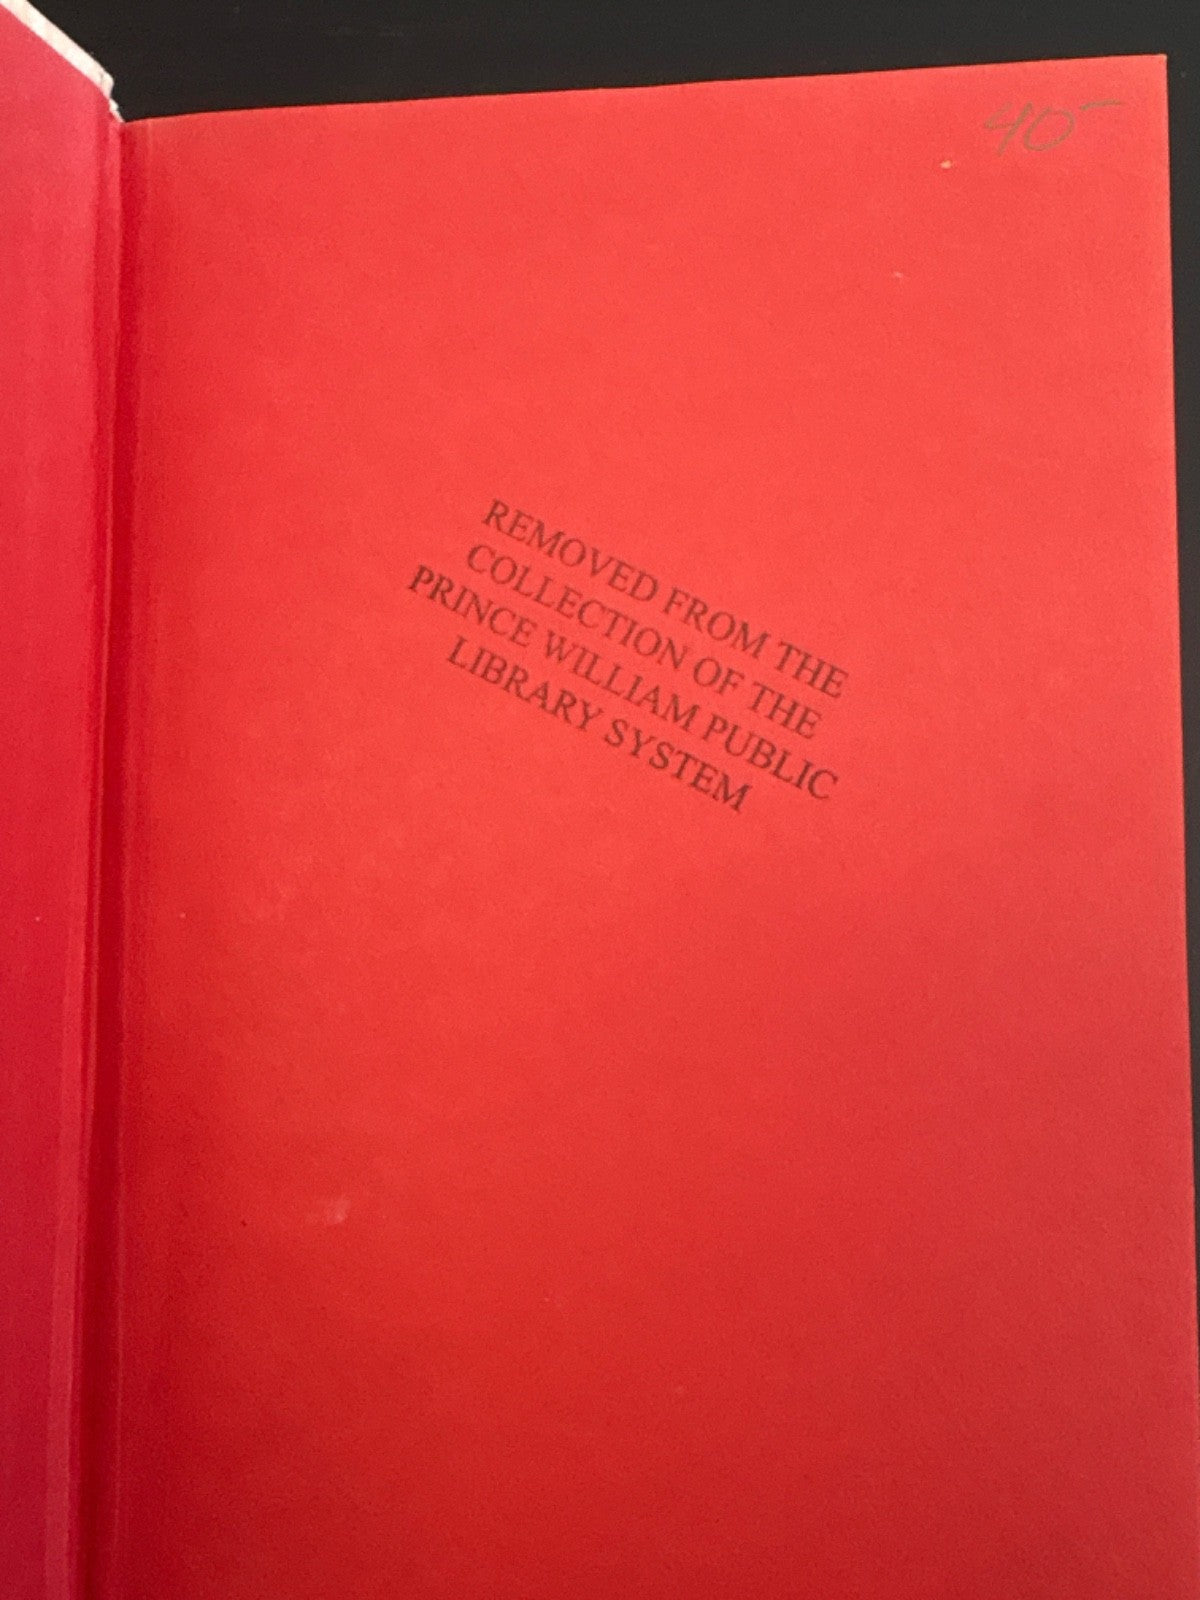 40-
REMOVED FROM THE
COLLECTION OF THE
PRINCE WILLIAM PUBLIC
LIBRARY SYSTEM